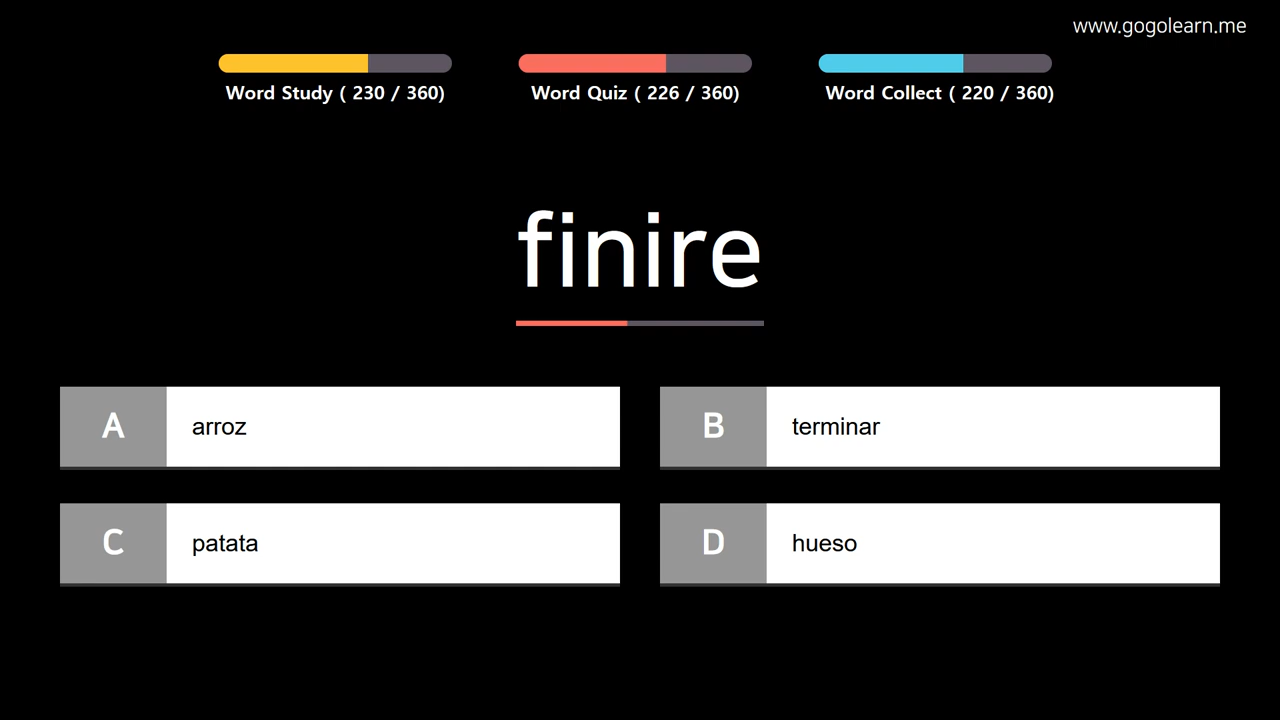 www.gogolearn.me
Word Study ( 230 / 360)
Word Quiz ( 226 / 360)
Word Collect ( 220 / 360)
finire
A
arroz
B
terminar
C
patata
D
hueso